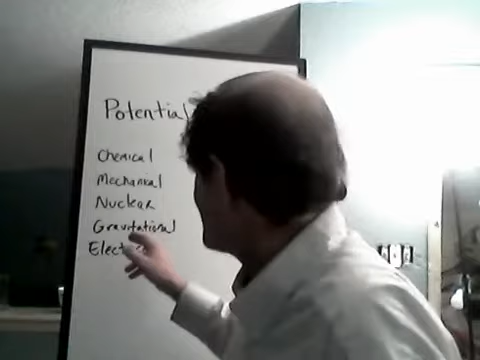 Potential
Chemical
Mechanical
Nuclear
Gravitational